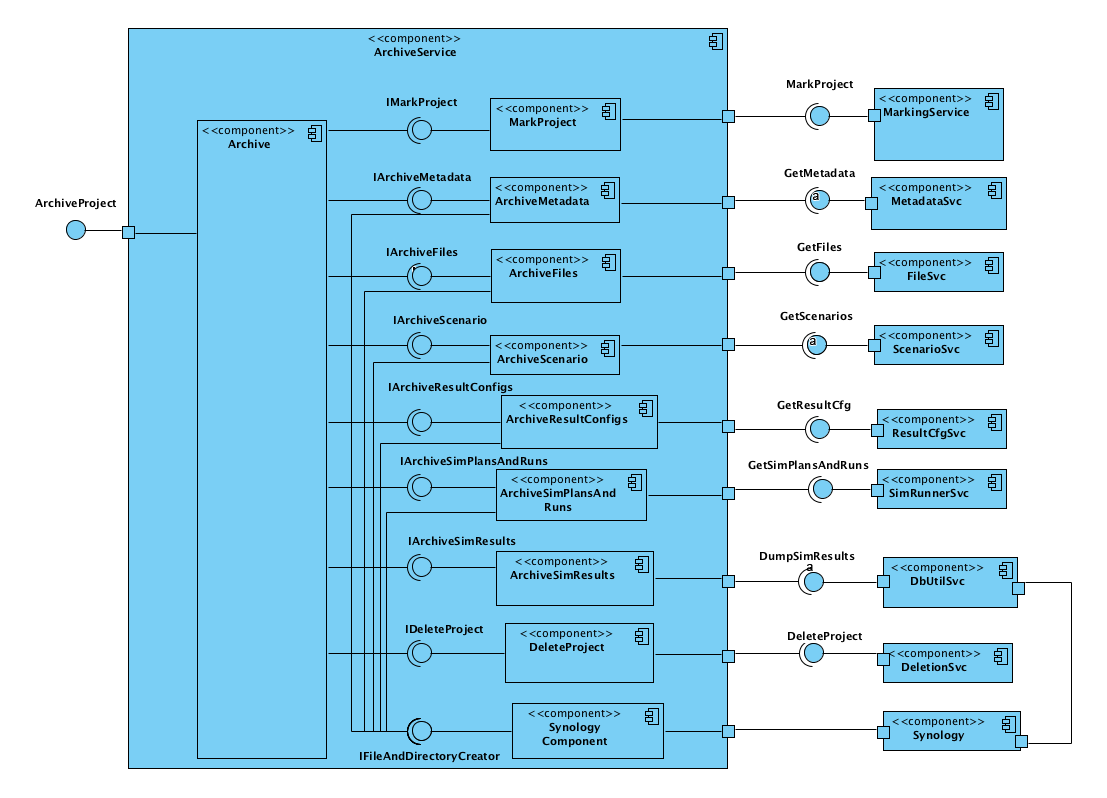 <<component>>
ArchiveService
<<component>>
Archive
ArchiveProject
IMarkProject
<<component>>
MarkProject
MarkProject
<<component>>
MarkingService
IArchiveMetadata
<<component>>
ArchiveMetadata
GetMetadata
a
<<component>>
MetadataSvc
IArchiveFiles
<<component>>
ArchiveFiles
GetFiles
<<component>>
FileSvc
IArchiveScenario
<<component>>
ArchiveScenario
GetScenarios
a
<<component>>
ScenarioSvc
IArchiveResultConfigs
<<component>>
ArchiveResultConfigs
GetResultCfg
<<component>>
ResultCfgSvc
IArchiveSimPlansAndRuns
<<component>>
ArchiveSimPlansAnd
Runs
GetSimPlansAndRuns
<<component>>
SimRunnerSvc
IArchiveSimResults
<<component>>
ArchiveSimResults
DumpSimResults
a
<<component>>
DbUtilSvc
IDeleteProject
<<component>>
DeleteProject
DeleteProject
<<component>>
DeletionSvc
IFileAndDirectoryCreator
<<component>>
Synology
Component
<<component>>
Synology